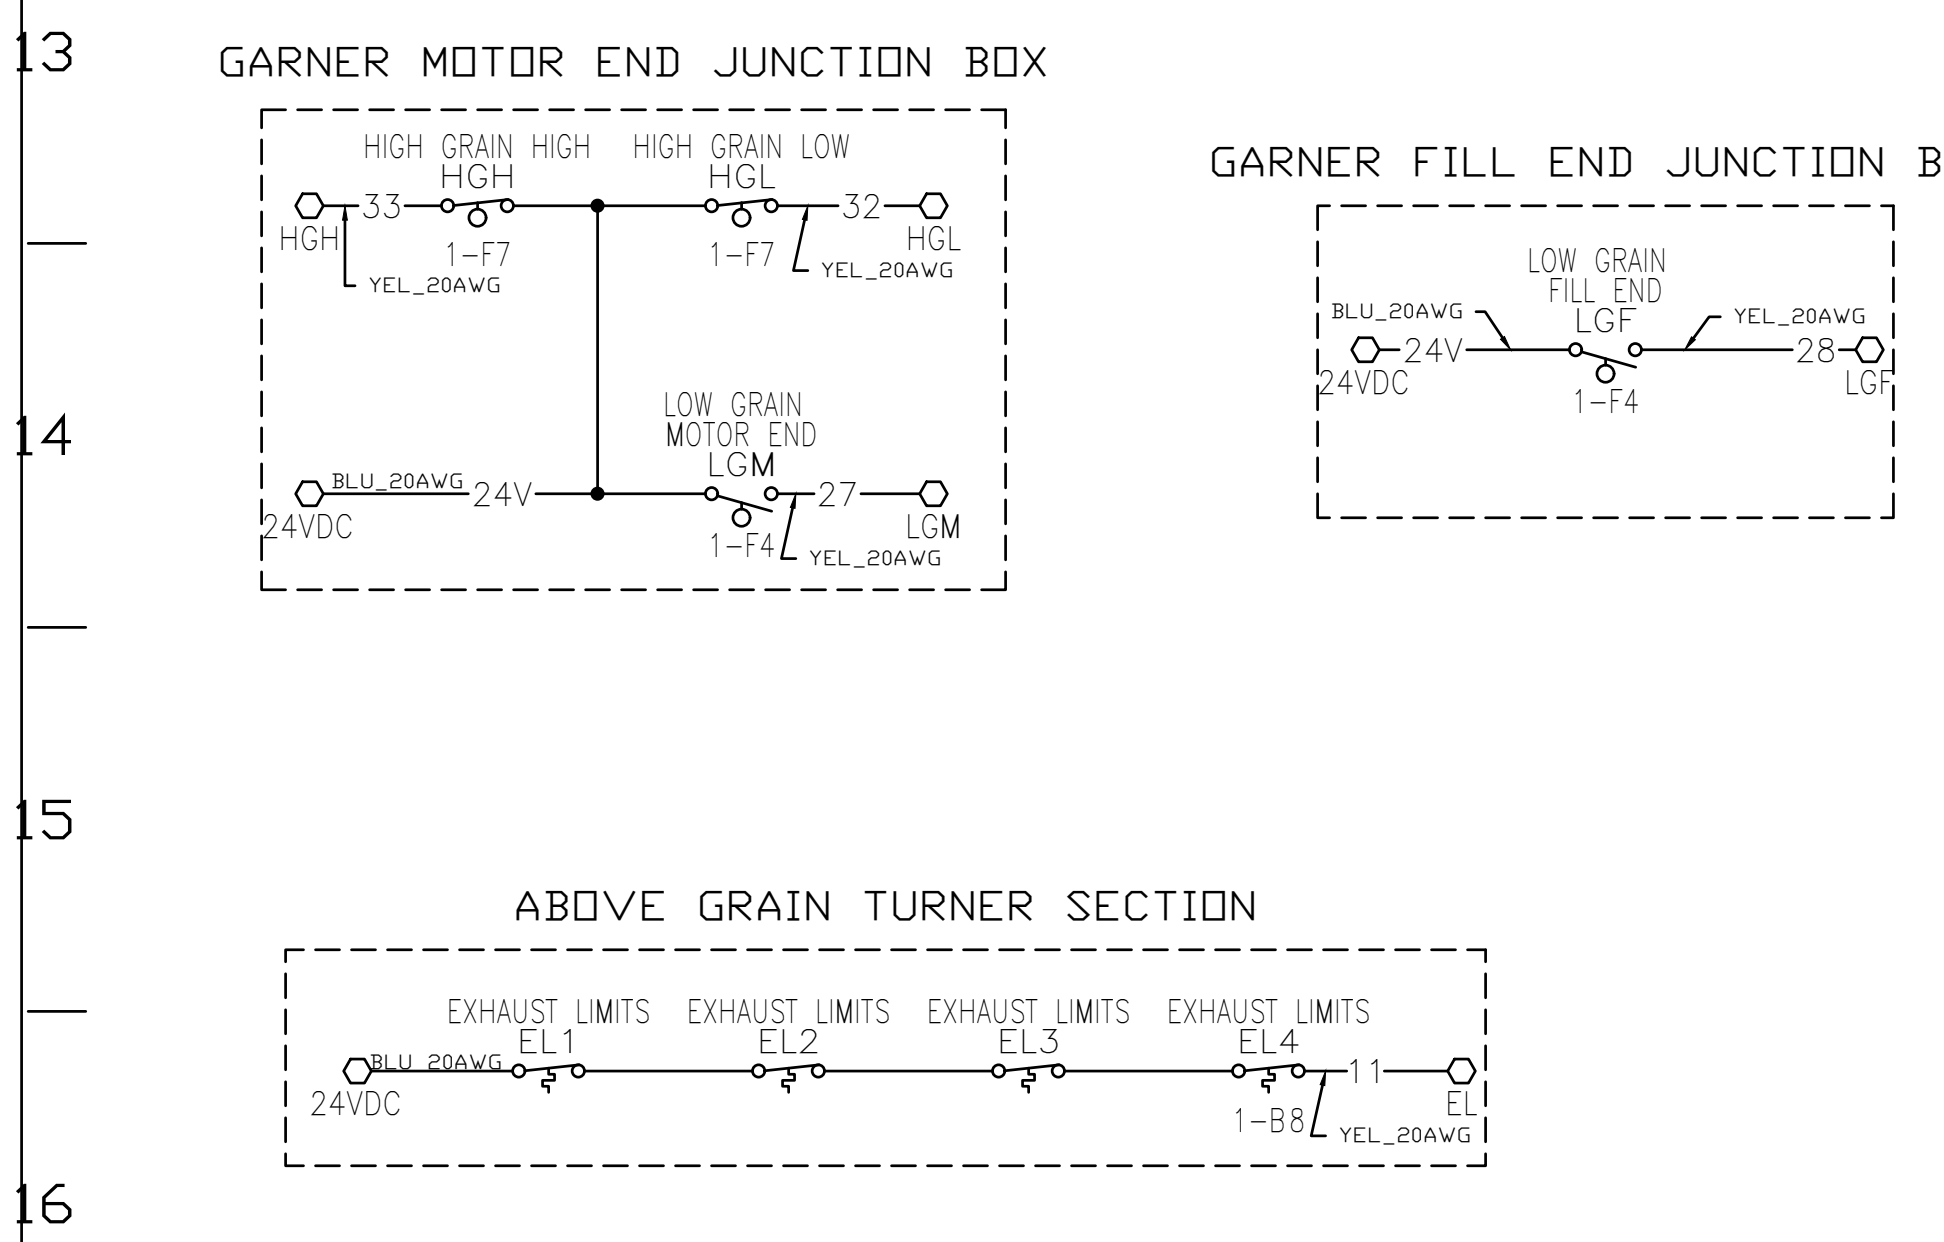 13
GARNER MOTOR END JUNCTION BOX
HIGH GRAIN HIGH
HGH
HIGH GRAIN LOW
HGL
33
32
HGH
1-F7
YEL_20AWG
1-F7
YEL_20AWG
HGL
LOW GRAIN
MOTOR END
LGM
BLU_20AWG
24V
27
24VDC
1-F4
YEL_20AWG
LGM
GARNER FILL END JUNCTION B
LOW GRAIN
FILL END
LGF
BLU_20AWG
YEL_20AWG
24V
28
24VDC
1-F4
LGF
14
15
ABOVE GRAIN TURNER SECTION
EXHAUST LIMITS
EL1
EXHAUST LIMITS
EL2
EXHAUST LIMITS
EL3
EXHAUST LIMITS
EL4
BLU_20AWG
11
24VDC
1-B8
YEL_20AWG
EL
16